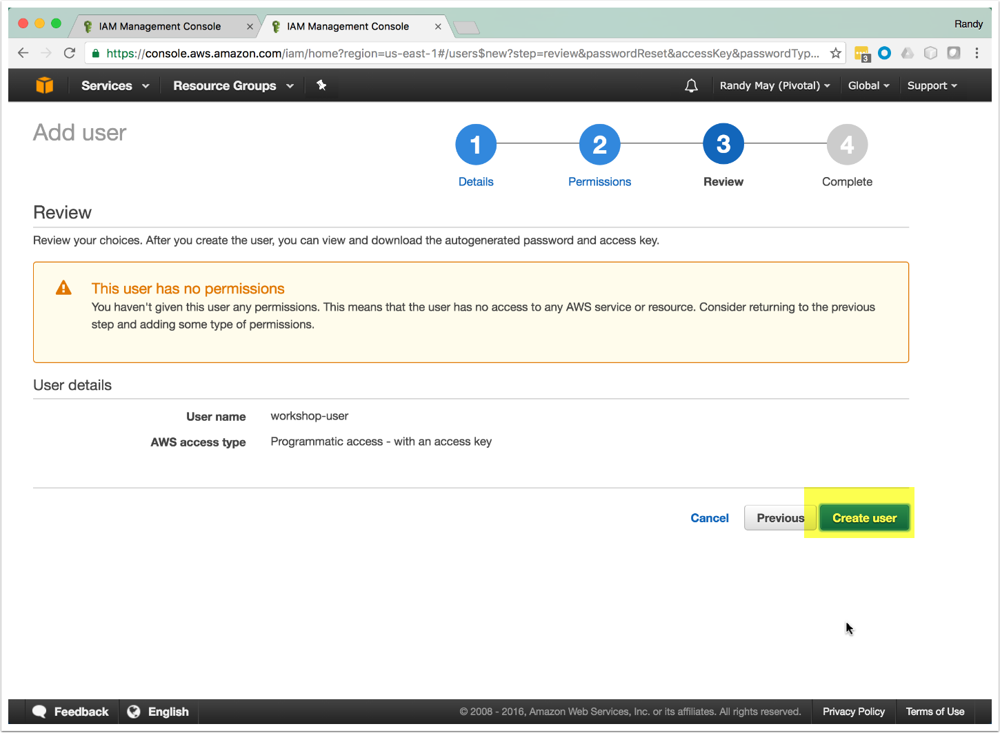 IAM Management Console
IAM Management Console
Randy
https://console.aws.amazon.com/iam/home?region=us-east-1#/users$new?step=review&passwordReset&accessKey&passwordTyp...
3
Services
Resource Groups
Randy May (Pivotal)
Global
Support
Add user
1
2
3
4
Details
Permissions
Review
Complete
Review
Review your choices. After you create the user, you can view and download the autogenerated password and access key.
This user has no permissions
You haven't given this user any permissions. This means that the user has no access to any AWS service or resource. Consider returning to the previous
step and adding some type of permissions.
User details
User name workshop-user
AWS access type Programmatic access - with an access key
Cancel
Previous
Create user
Feedback
English
© 2008 - 2016, Amazon Web Services, Inc. or its affiliates. All rights reserved.
Privacy Policy
Terms of Use